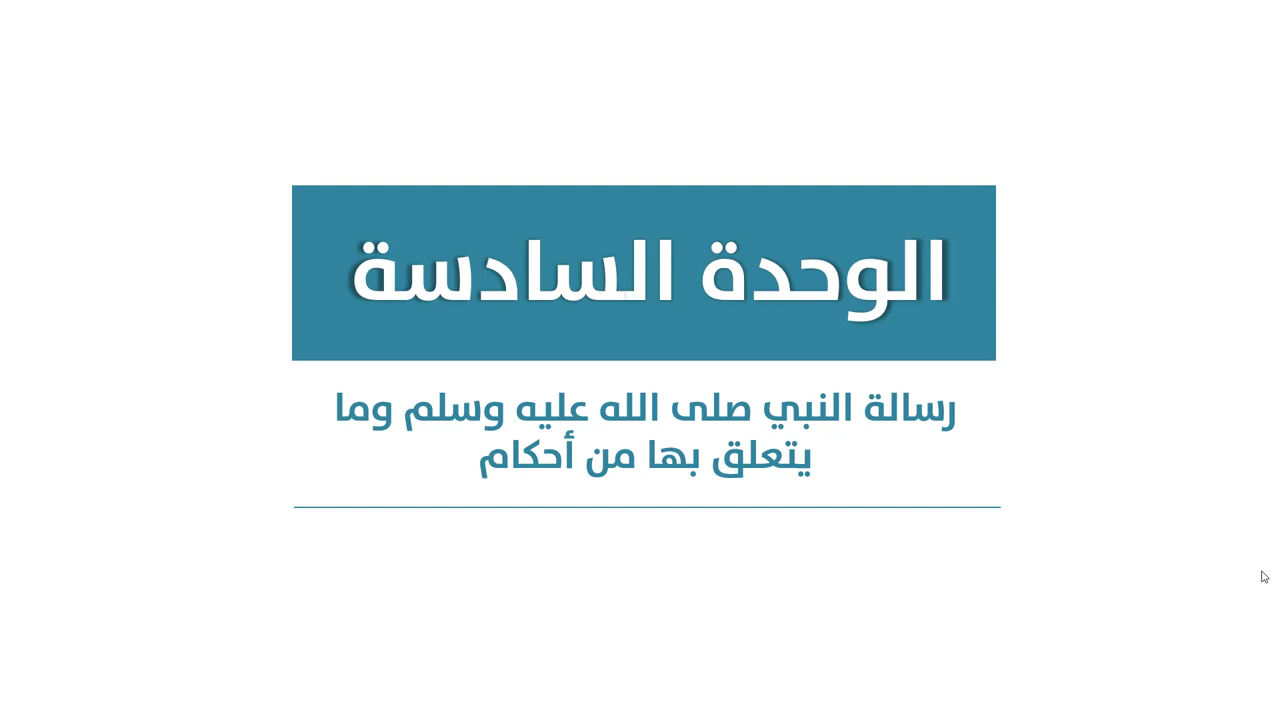 الوحدة السادسة
رسالة النبي صلى الله عليه وسلم وما
يتعلق بها من أحكام